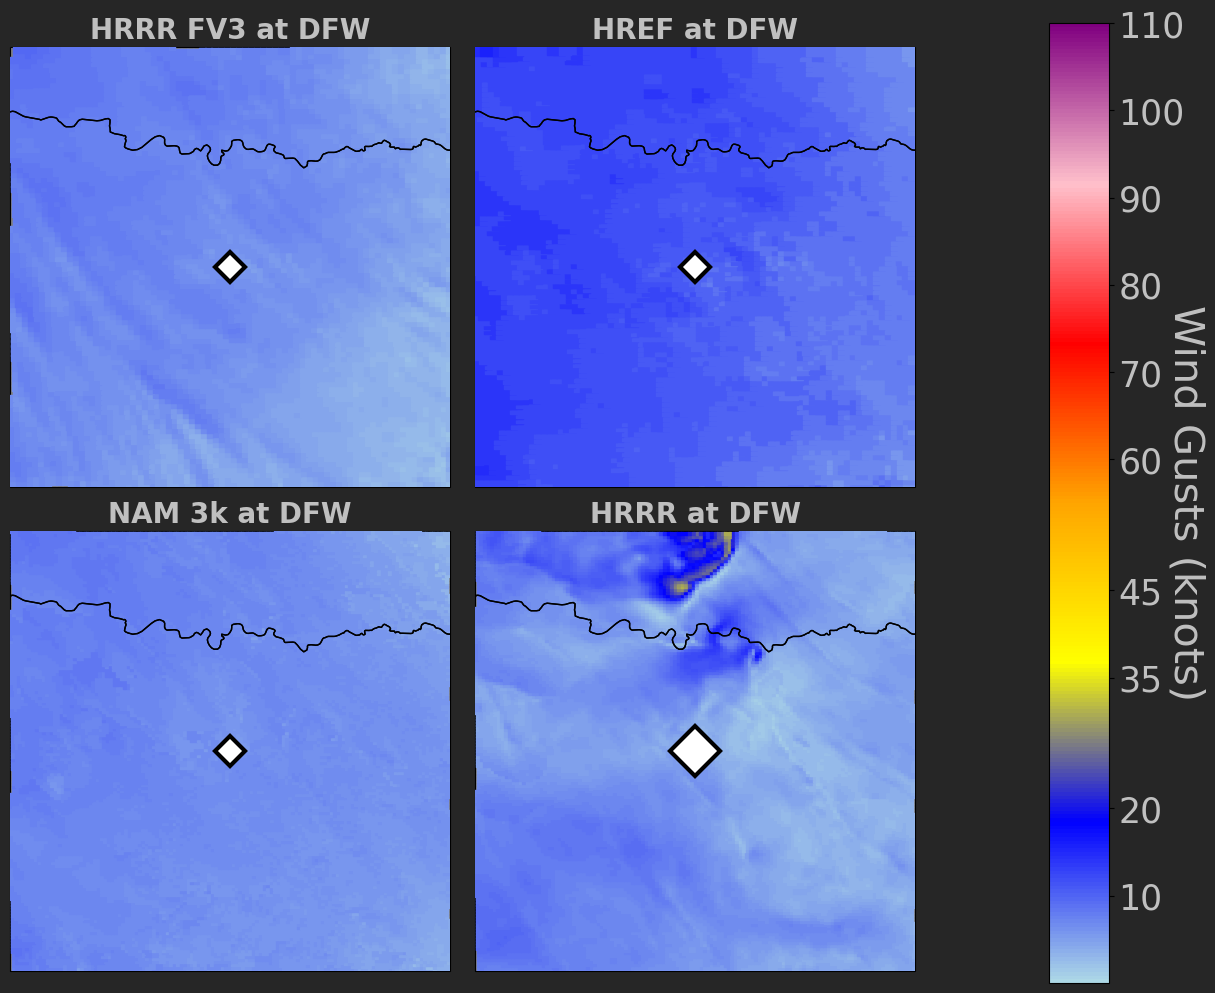 HRRR FV3 at DFW
HREF at DFW
NAM 3k at DFW
HRRR at DFW
110
100
90
80
70
60
45
35
20
10
Wind Gusts (knots)